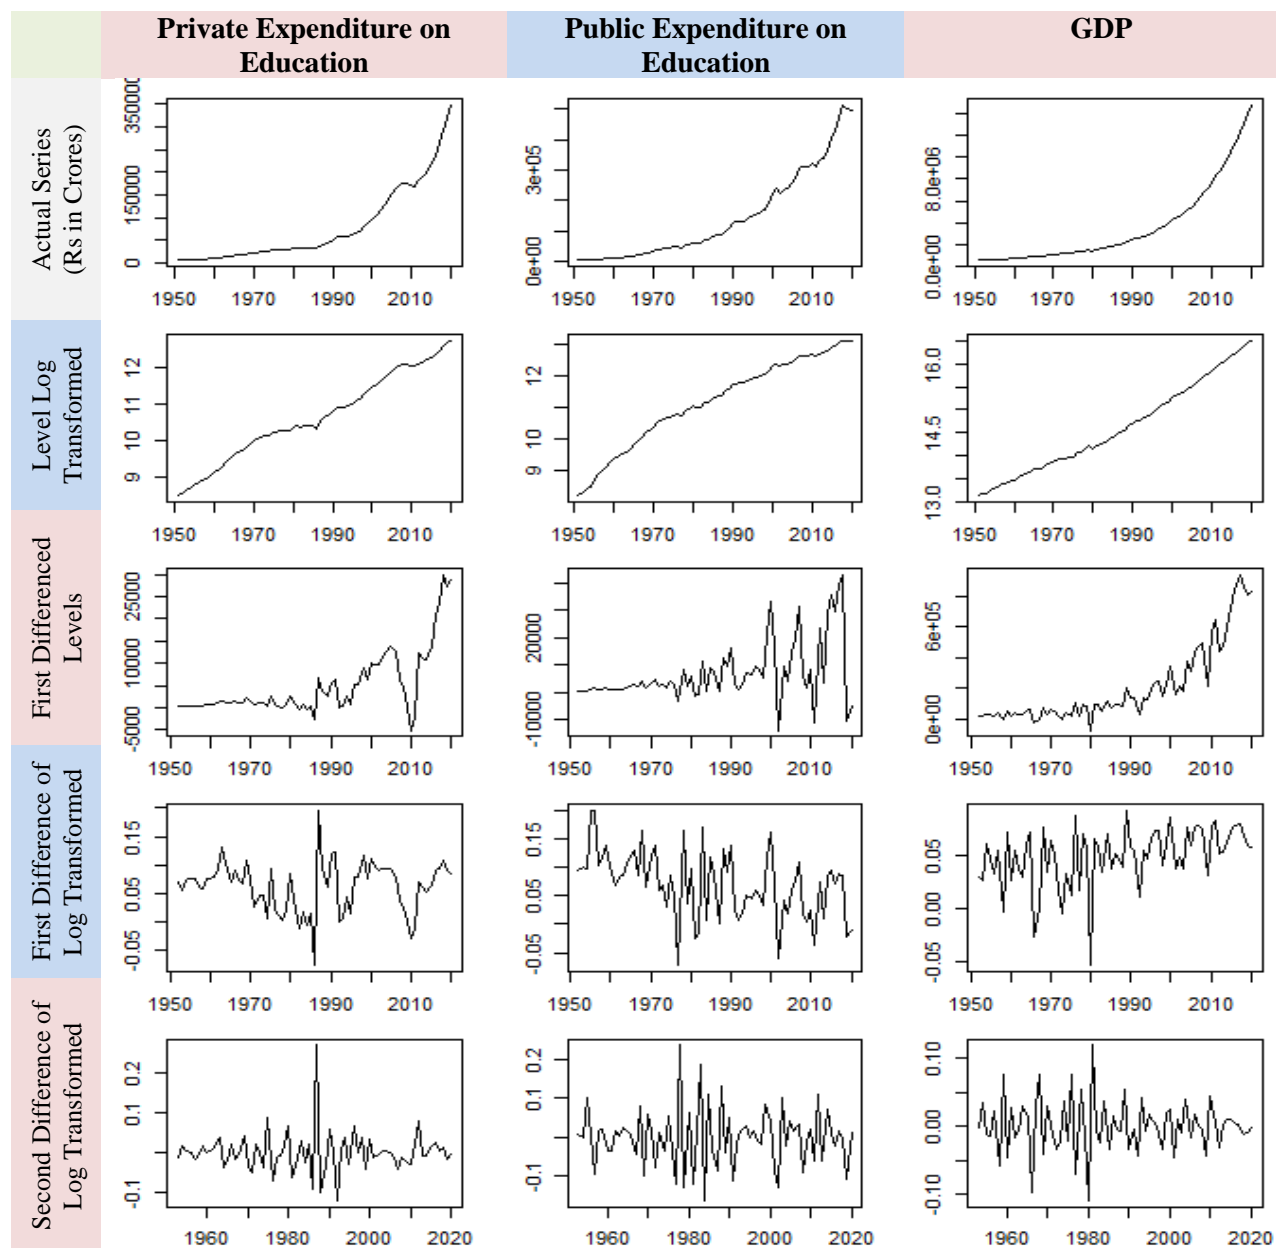 Private Expenditure on
Education
Public Expenditure on
Education
GDP
Actual Series
(Rs in Crores)
0 150000 350000
1950 1970 1990 2010
0e+00 3e+05
1950 1970 1990 2010
0.0e+00 8.0e+06
1950 1970 1990 2010
Level Log
Transformed
9 10 11 12
1950 1970 1990 2010
9 10 12
1950 1970 1990 2010
13.0 14.5 16.0
1950 1970 1990 2010
First Differenced
Levels
-5000 10000 25000
1950 1970 1990 2010
-10000 20000
1950 1970 1990 2010
0e+00 6e+05
1950 1970 1990 2010
First Difference of
Log Transformed
-0.05 0.05 0.15
1950 1970 1990 2010
-0.05 0.05 0.15
1950 1970 1990 2010
-0.05 0.00 0.05
1950 1970 1990 2010
Second Difference of
Log Transformed
-0.1 0.1 0.2
1960 1980 2000 2020
-0.1 0.1 0.2
1960 1980 2000 2020
-0.10 0.00 0.10
1960 1980 2000 2020